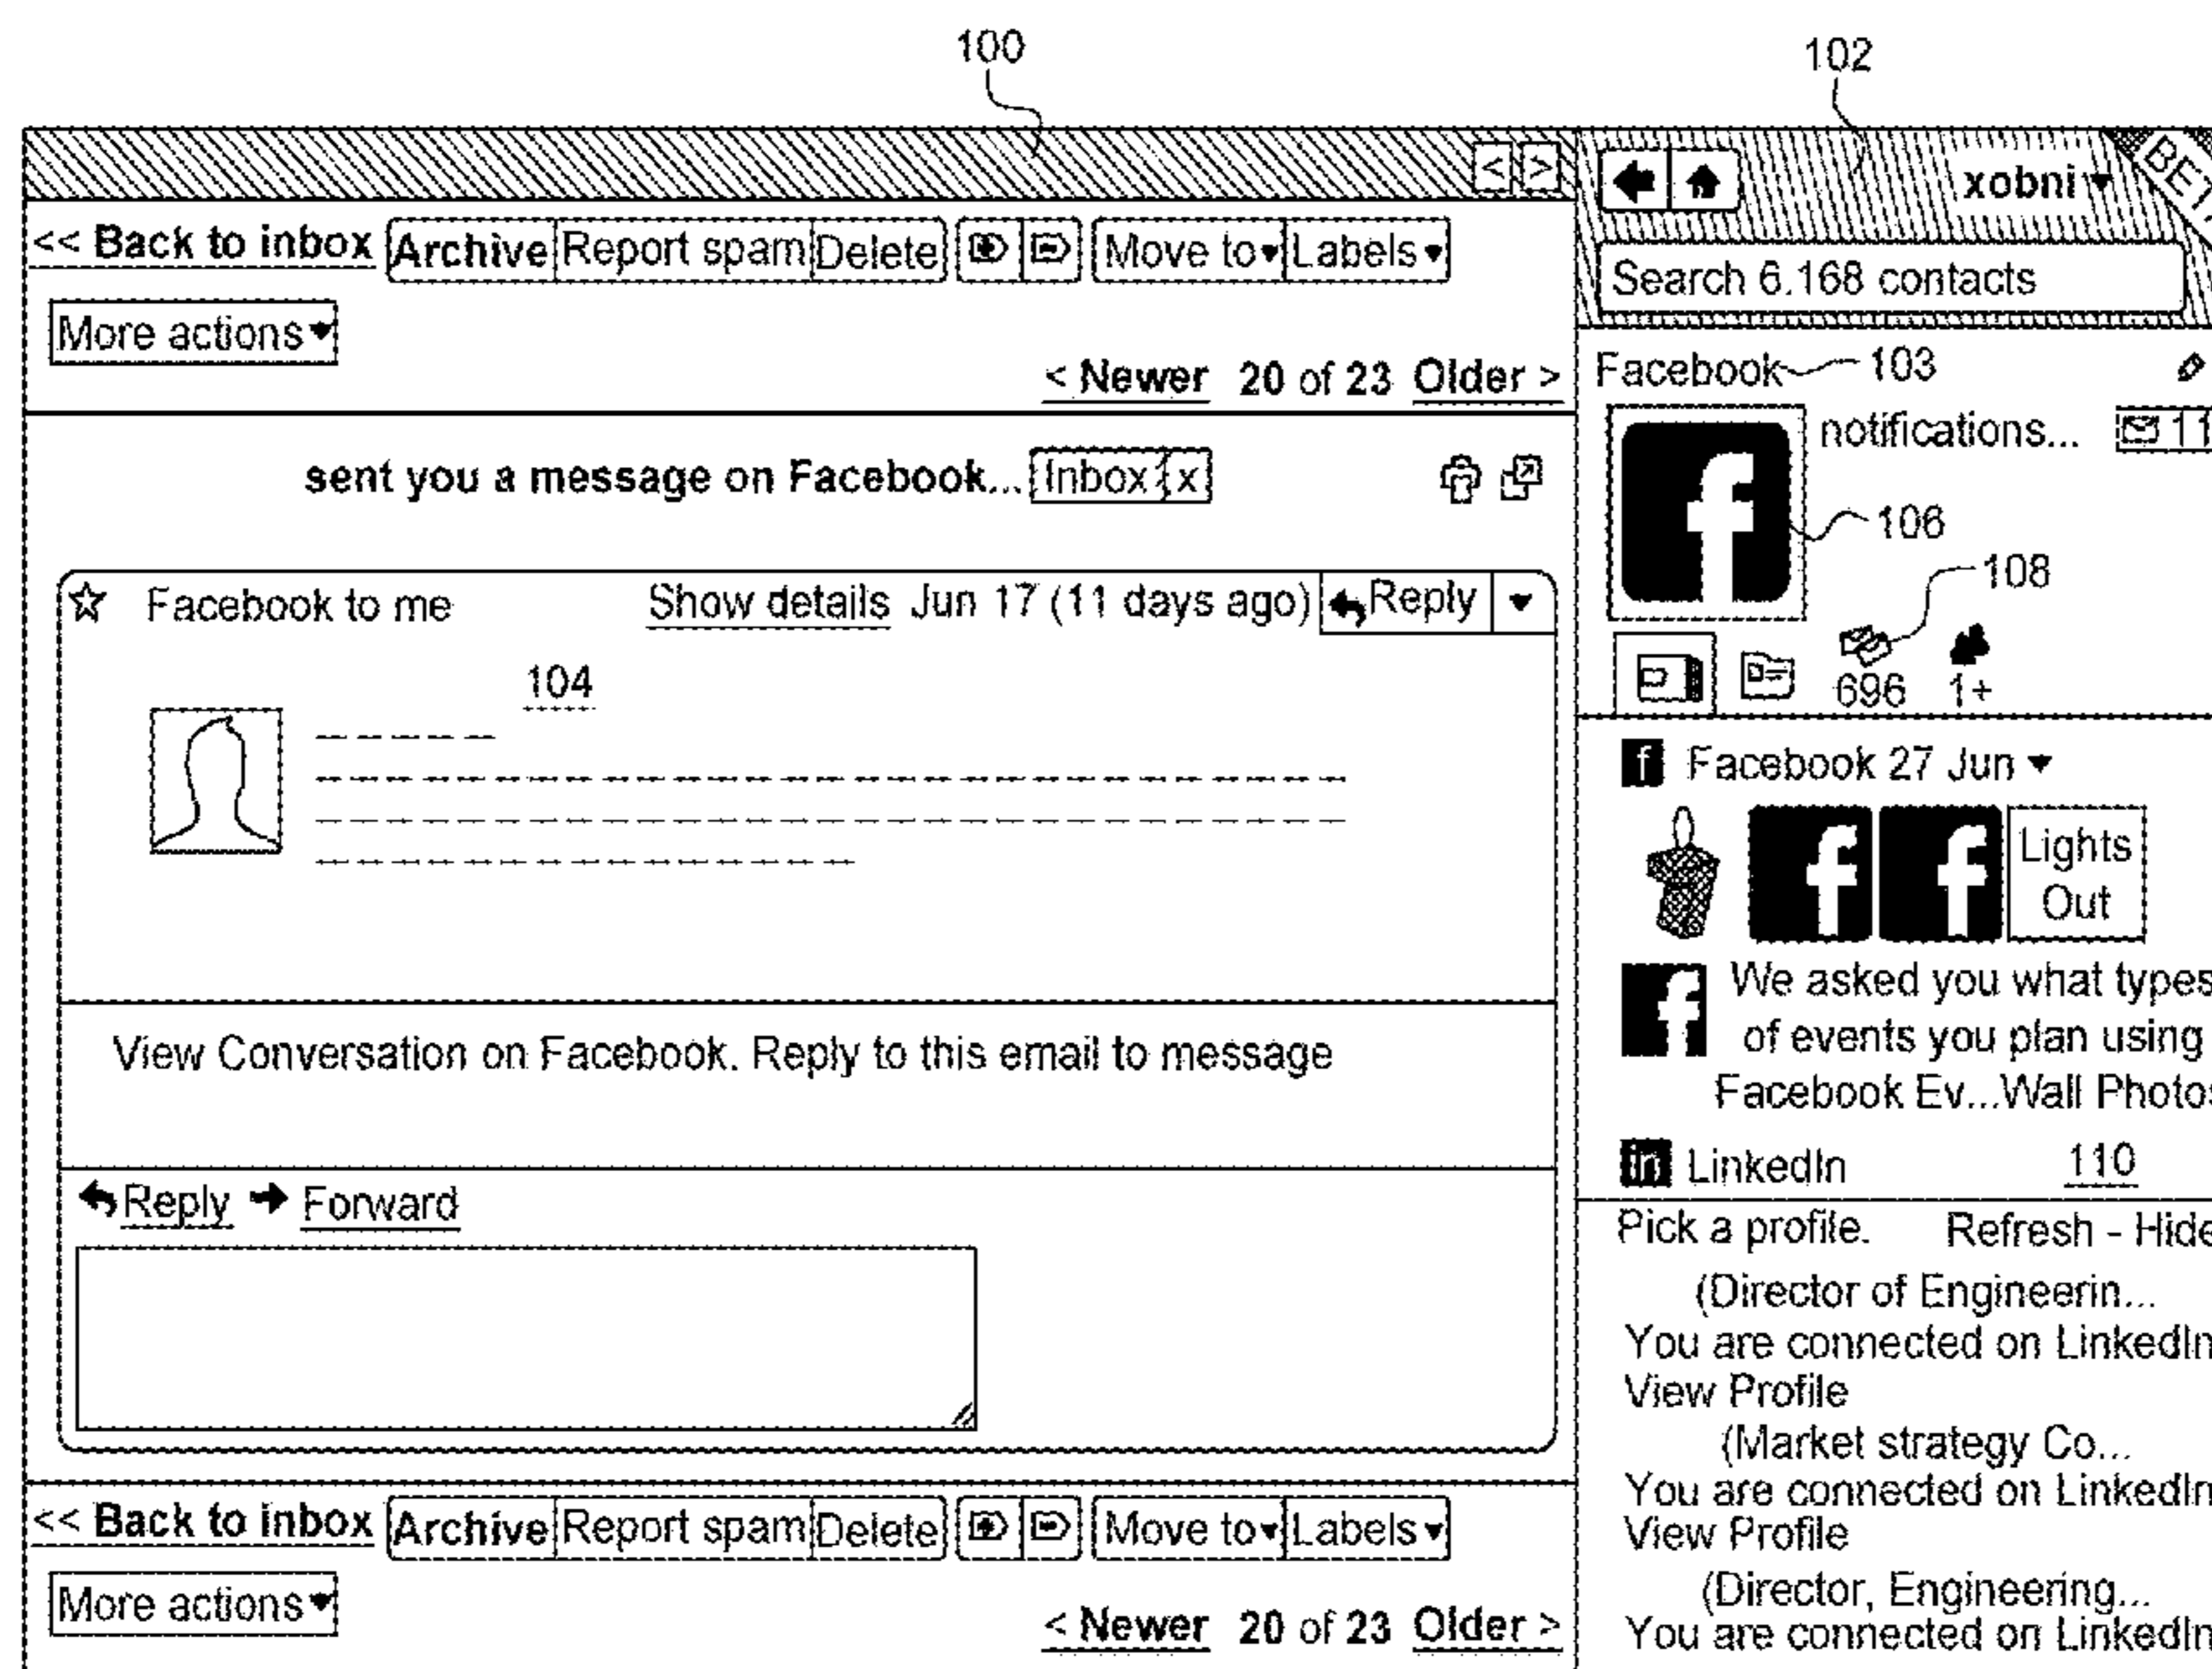 100
102
<< Back to inbox Archive Report spam Delete Move to Labels
More actions
< Newer 20 of 23 Older >
sent you a message on Facebook... Inbox x
Facebook to me Show details Jun 17 (11 days ago) Reply
104
View Conversation on Facebook. Reply to this email to message
Reply Forward
<< Back to inbox Archive Report spam Delete Move to Labels
More actions
< Newer 20 of 23 Older >
xobni
Search 6.168 contacts
Facebook 103
notifications... 11
106
108
696 1+
Facebook 27 Jun
Lights
Out
We asked you what types
of events you plan using
Facebook Ev...Wall Photos
in LinkedIn 110
Pick a profile. Refresh - Hide
(Director of Engineerin...
You are connected on LinkedIn
View Profile
(Market strategy Co...
You are connected on LinkedIn
View Profile
(Director, Engineering...
You are connected on LinkedIn